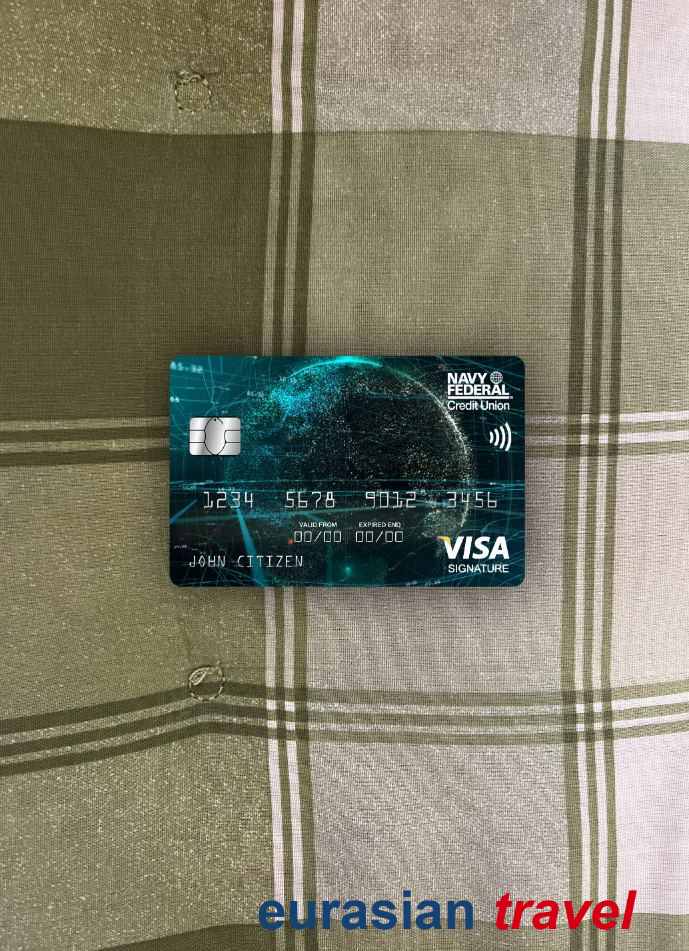 NAVY
FEDERAL
Credit Union
1234 5678 9012 3456
VALID FROM EXPIRED END
00/00 00/00
JOHN CITIZEN
VISA
SIGNATURE
eurasian travel